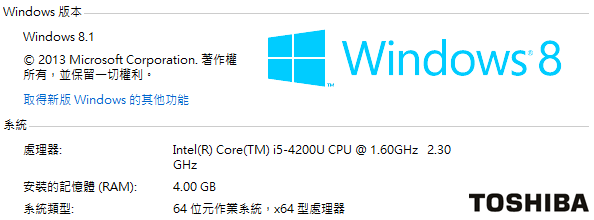 Windows 版本
Windows 8.1
© 2013 Microsoft Corporation. 著作權
所有，並保留一切權利。
取得新版 Windows 的其他功能
Windows® 8
系統
處理器: Intel(R) Core(TM) i5-4200U CPU @ 1.60GHz 2.30
GHz
安裝的記憶體 (RAM): 4.00 GB
系統類型: 64 位元作業系統，x64 型處理器
TOSHIBA